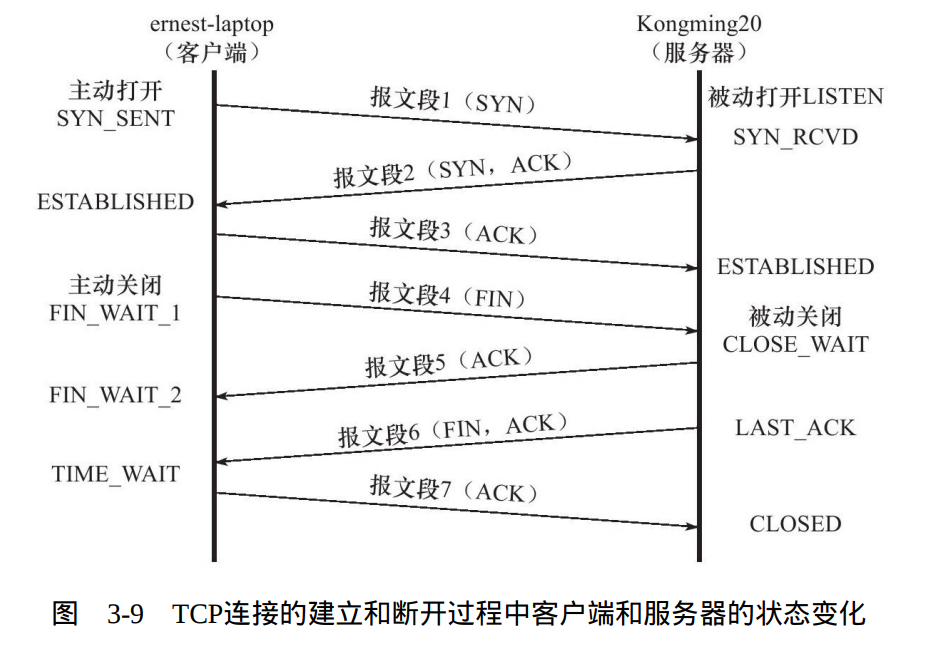 ernest-laptop
（客户端）
Kongming20
（服务器）
主动打开
SYN_SENT
报文段1（SYN）
被动打开LISTEN
SYN_RCVD
报文段2（SYN，ACK）
ESTABLISHED
报文段3（ACK）
ESTABLISHED
主动关闭
FIN_WAIT_1
报文段4（FIN）
被动关闭
CLOSE_WAIT
报文段5（ACK）
FIN_WAIT_2
报文段6（FIN，ACK）
LAST_ACK
TIME_WAIT
报文段7（ACK）
CLOSED
图 3-9 TCP连接的建立和断开过程中客户端和服务器的状态变化